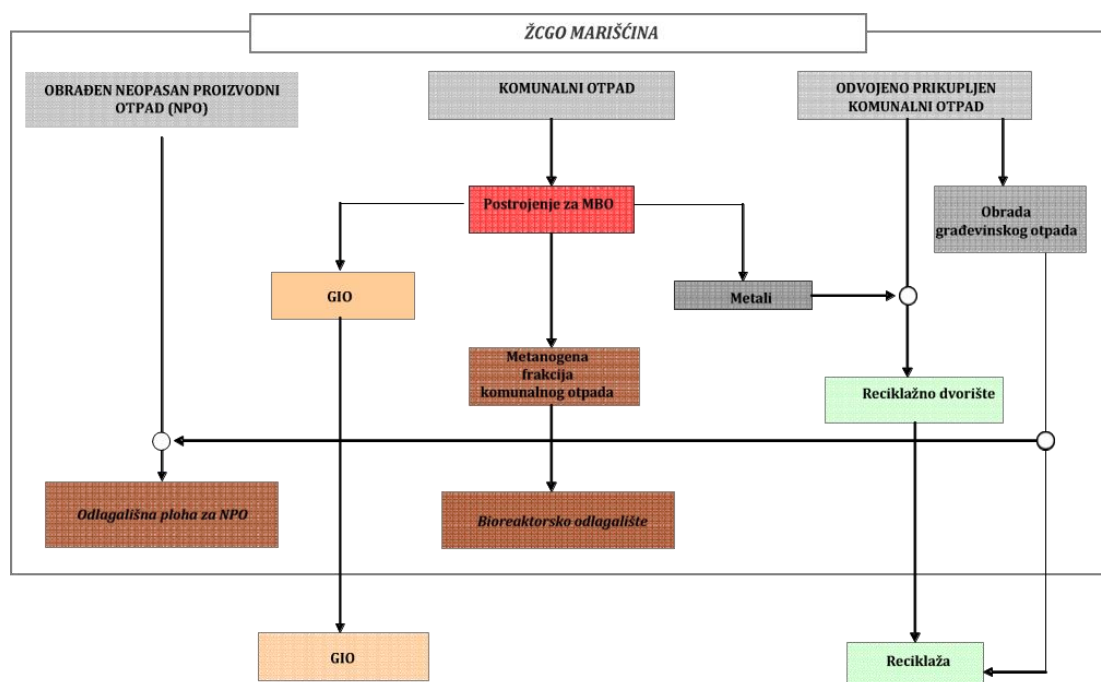 ŽCGO MARIŠĆINA
OBRAĐEN NEOPASAN PROIZVODNI
OTPAD (NPO)
KOMUNALNI OTPAD
ODVOJENO PRIKUPLJEN
KOMUNALNI OTPAD
Postrojenje za MBO
Obrada
građevinskog otpada
GIO
Metali
Metanogena
frakcija
komunalnog otpada
Reciklažno dvorište
Odlagališna ploha za NPO
Bioreaktorsko odlagalište
GIO
Reciklaža